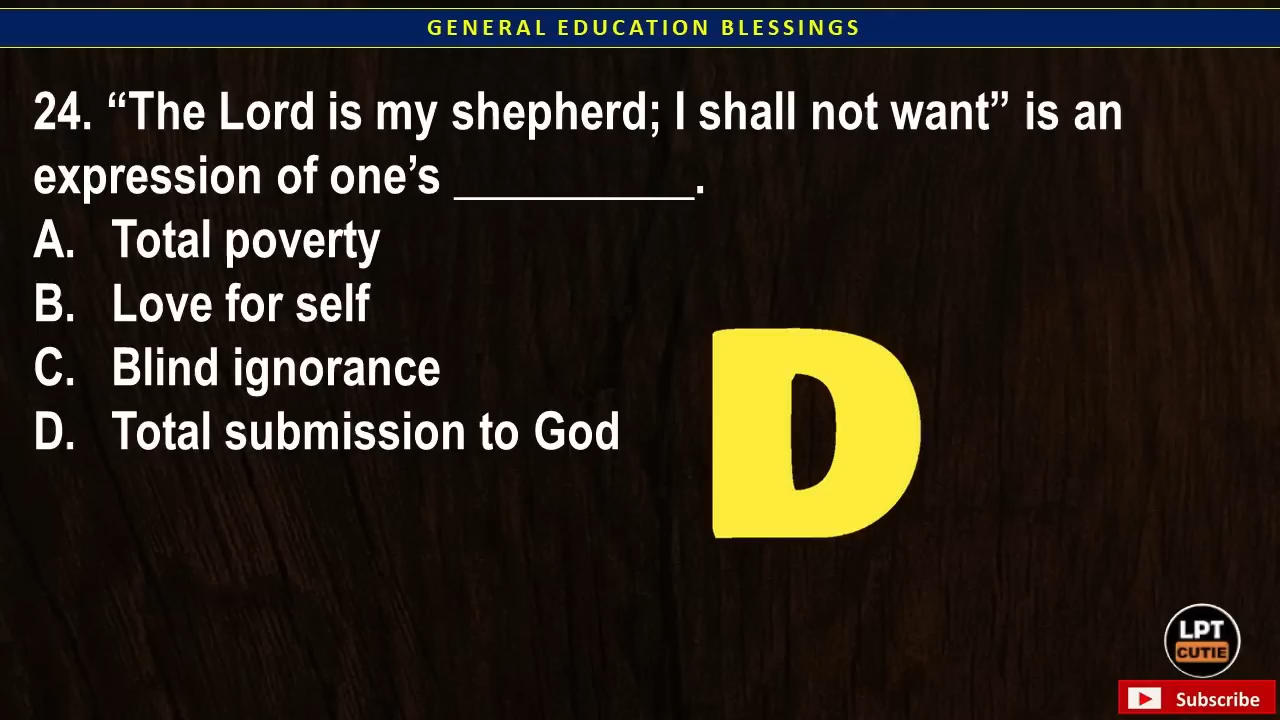 GENERAL EDUCATION BLESSINGS
24. “The Lord is my shepherd; I shall not want” is an
expression of one’s __________.
A. Total poverty
B. Love for self
C. Blind ignorance
D. Total submission to God
D
LPT
CUTIE
Subscribe